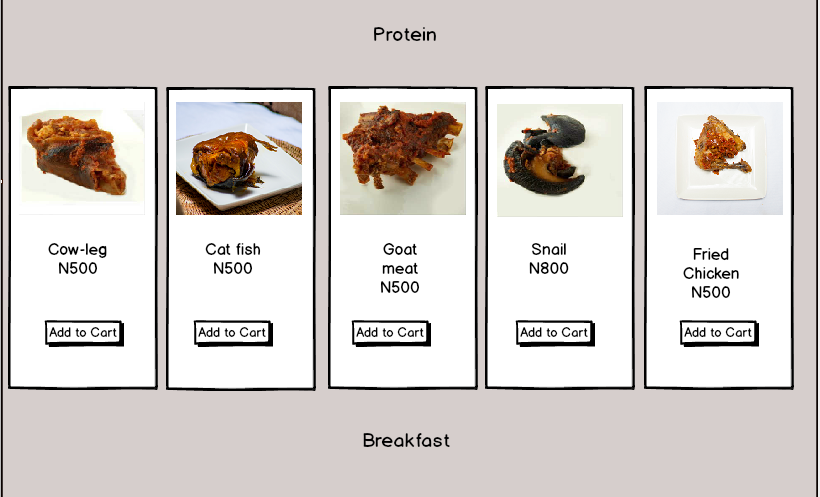 Protein
Cow-leg
N500
Add to Cart
Cat fish
N500
Add to Cart
Goat
meat
N500
Add to Cart
Snail
N800
Add to Cart
Fried
Chicken
N500
Add to Cart
Breakfast